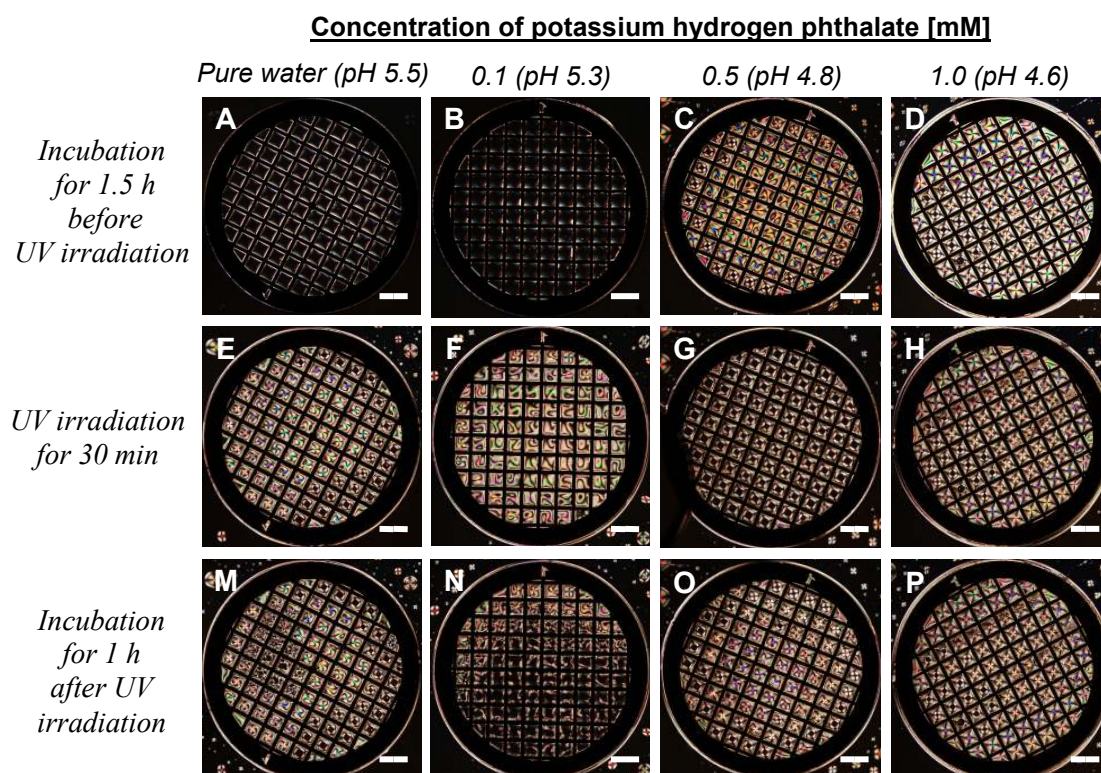 Concentration of potassium hydrogen phthalate [mM]
Pure water (pH 5.5) 0.1 (pH 5.3) 0.5 (pH 4.8) 1.0 (pH 4.6)
A B C D
Incubation
for 1.5 h
before
UV irradiation
E F G H
UV irradiation
for 30 min
M N O P
Incubation
for 1 h
after UV
irradiation